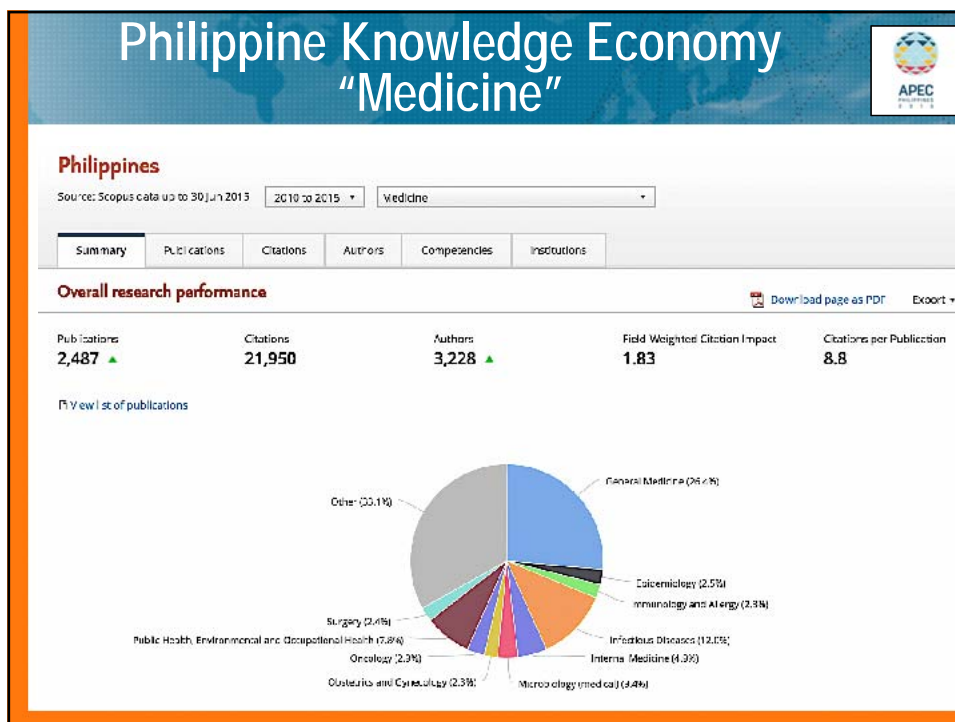 Philippine Knowledge Economy
“Medicine”
APEC
PHILIPPINES
Philippines
Source: Scopus data up to 30 Jun 2015
2010 to 2015
Medicine
Summary
Publications
Citations
Authors
Competencies
Institutions
Overall research performance
Download page as PDF
Export
Publications
2,487
Citations
21,950
Authors
3,228
Field-Weighted Citation Impact
1.83
Citations per Publication
8.8
View list of publications
General Medicine (26.4%)
Other (33.1%)
Epidemiology (2.5%)
Immunology and Allergy (2.3%)
Surgery (2.4%)
Public Health, Environmental and Occupational Health (7.8%)
Infectious Diseases (12.0%)
Oncology
Internal Medicine
Obstetrics and Gynecology (2.3%)
Microbiology (medical) (3.4%)